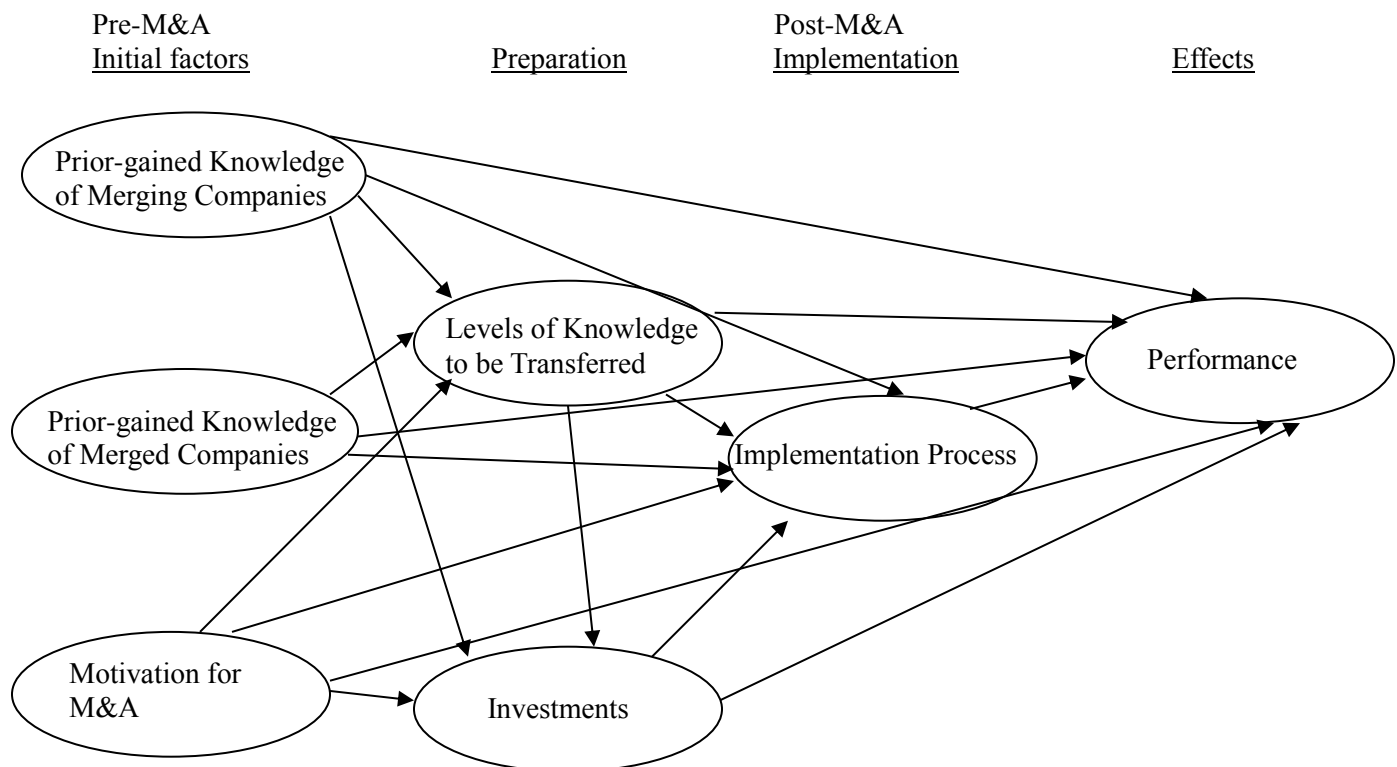 Pre-M&A
Initial factors
Preparation
Post-M&A
Implementation
Effects
Prior-gained Knowledge
of Merging Companies
Levels of Knowledge
to be Transferred
Performance
Prior-gained Knowledge
of Merged Companies
Implementation Process
Motivation for
M&A
Investments